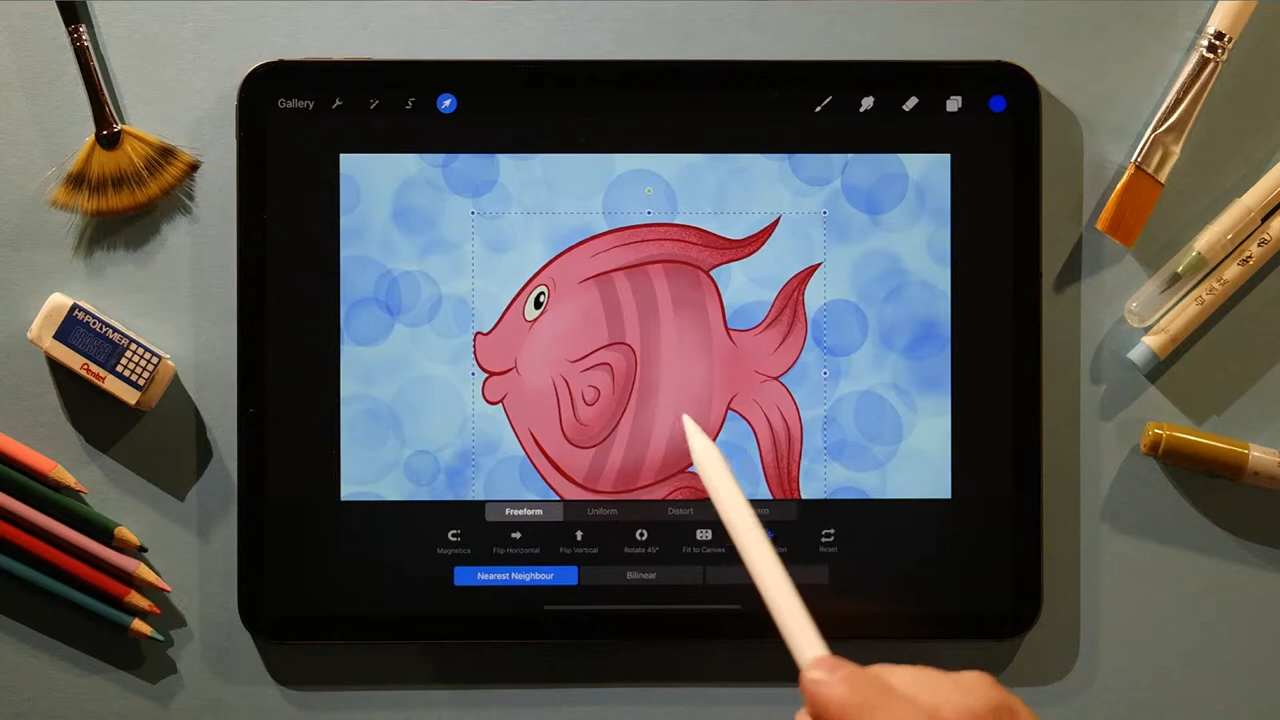 Gallery
Freeform Uniform Distort
Magnetics Flip Horizontal Flip Vertical Rotate 45° Fit to Canvas Reset
Nearest Neighbour Bilinear
HI-POLYMER
ERASER
Pentel